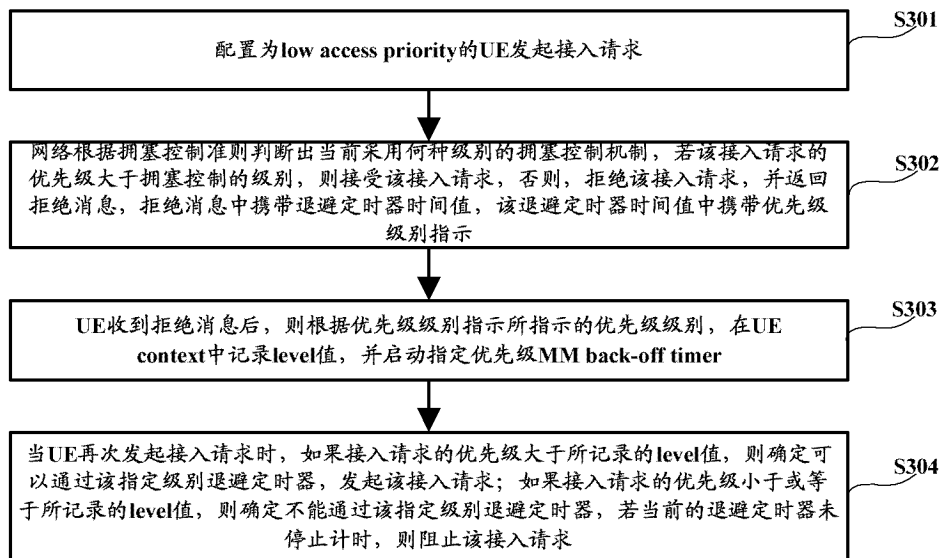 S301
配置为low access priority的UE发起接入请求
S302
网络根据拥塞控制准则判断出当前采用何种级别的拥塞控制机制，若该接入请求的
优先级大于拥塞控制的级别，则接受该接入请求，否则，拒绝该接入请求，并返回
拒绝消息，拒绝消息中携带退避定时器时间值，该退避定时器时间值中携带优先级
级别指示
S303
UE收到拒绝消息后，则根据优先级级别指示所指示的优先级级别，在UE
context中记录level值，并启动指定优先级MM back-off timer
S304
当UE再次发起接入请求时，如果接入请求的优先级大于所记录的level值，则确定可
以通过该指定级别退避定时器，发起该接入请求；如果接入请求的优先级小于或等
于所记录的level值，则确定不能通过该指定级别退避定时器，若当前的退避定时器未
停止计时，则阻止该接入请求